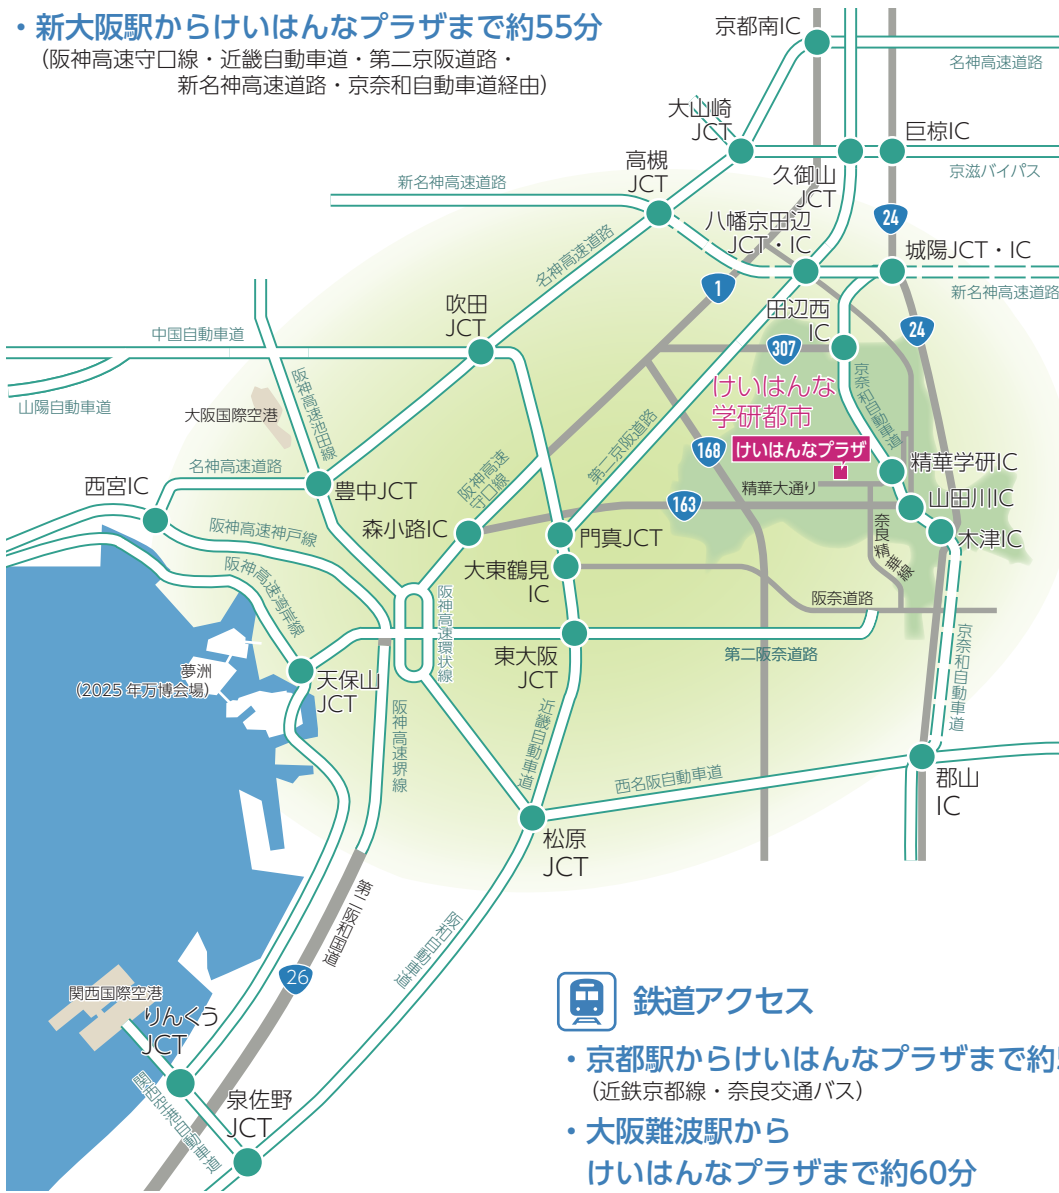 ・新大阪駅からけいはんなプラザまで約55分
（阪神高速守口線・近畿自動車道・第二京阪道路・
新名神高速道路・京奈和自動車道経由）
京都南IC
名神高速道路
大山崎
JCT
巨椋IC
高槻
JCT
久御山
JCT
京滋バイパス
新名神高速道路
八幡京田辺
JCT・IC
24
城陽JCT・IC
名神高速道路
1
新名神高速道路
吹田
JCT
田辺西
IC
24
中国自動車道
307
山陽自動車道
阪神高速池田線
大阪国際空港
けいはんな
学研都市
京奈和自動車道
第二京阪道路
168
けいはんなプラザ
名神高速道路
阪神高速
守口線
精華学研IC
西宮IC
豊中JCT
精華大通り
山田川IC
163
阪神高速神戸線
森小路IC
門真JCT
奈良精華線
木津IC
阪神高速湾岸線
大東鶴見
IC
阪神高速環状線
阪奈道路
東大阪
JCT
第二阪奈道路
京奈和自動車道
夢洲
（2025年万博会場）
天保山
JCT
阪神高速堺線
近畿自動車道
西名阪自動車道
郡山
IC
松原
JCT
第二阪和国道
阪和自動車道
26
関西国際空港
りんくう
JCT
関西空港自動車道
泉佐野
JCT
鉄道アクセス
・京都駅からけいはんなプラザまで約
（近鉄京都線・奈良交通バス）
・大阪難波駅から
けいはんなプラザまで約60分